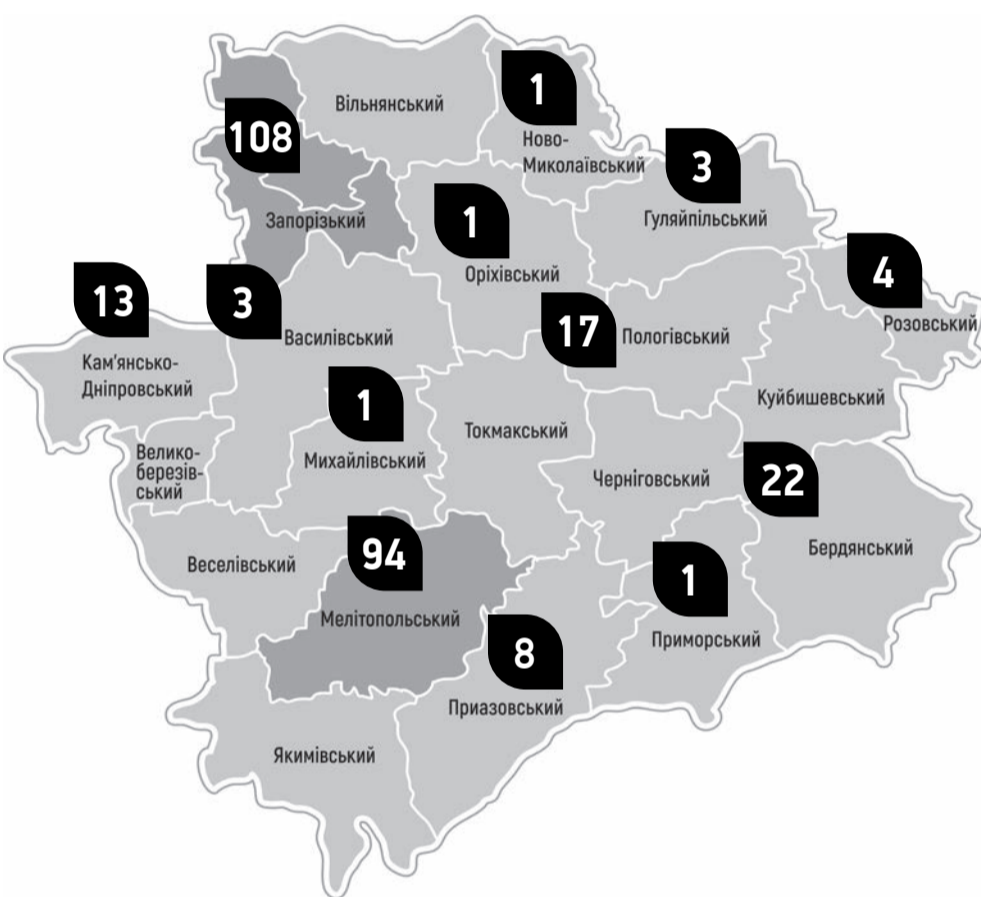 1
Вільнянський
108
Ново-
Миколаївський
3
Гуляйпільський
1
Запорізький
Оріхівський
4
Розовський
13
3
17
Пологівський
Василівський
Кам'янсько-
Дніпровський
1
Куйбишевський
Токмакський
Велико-
березів-
ський
Михайлівський
Черніговський
22
94
Веселівський
Бердянський
1
Мелітопольський
Приморський
8
Приазовський
Якимівський